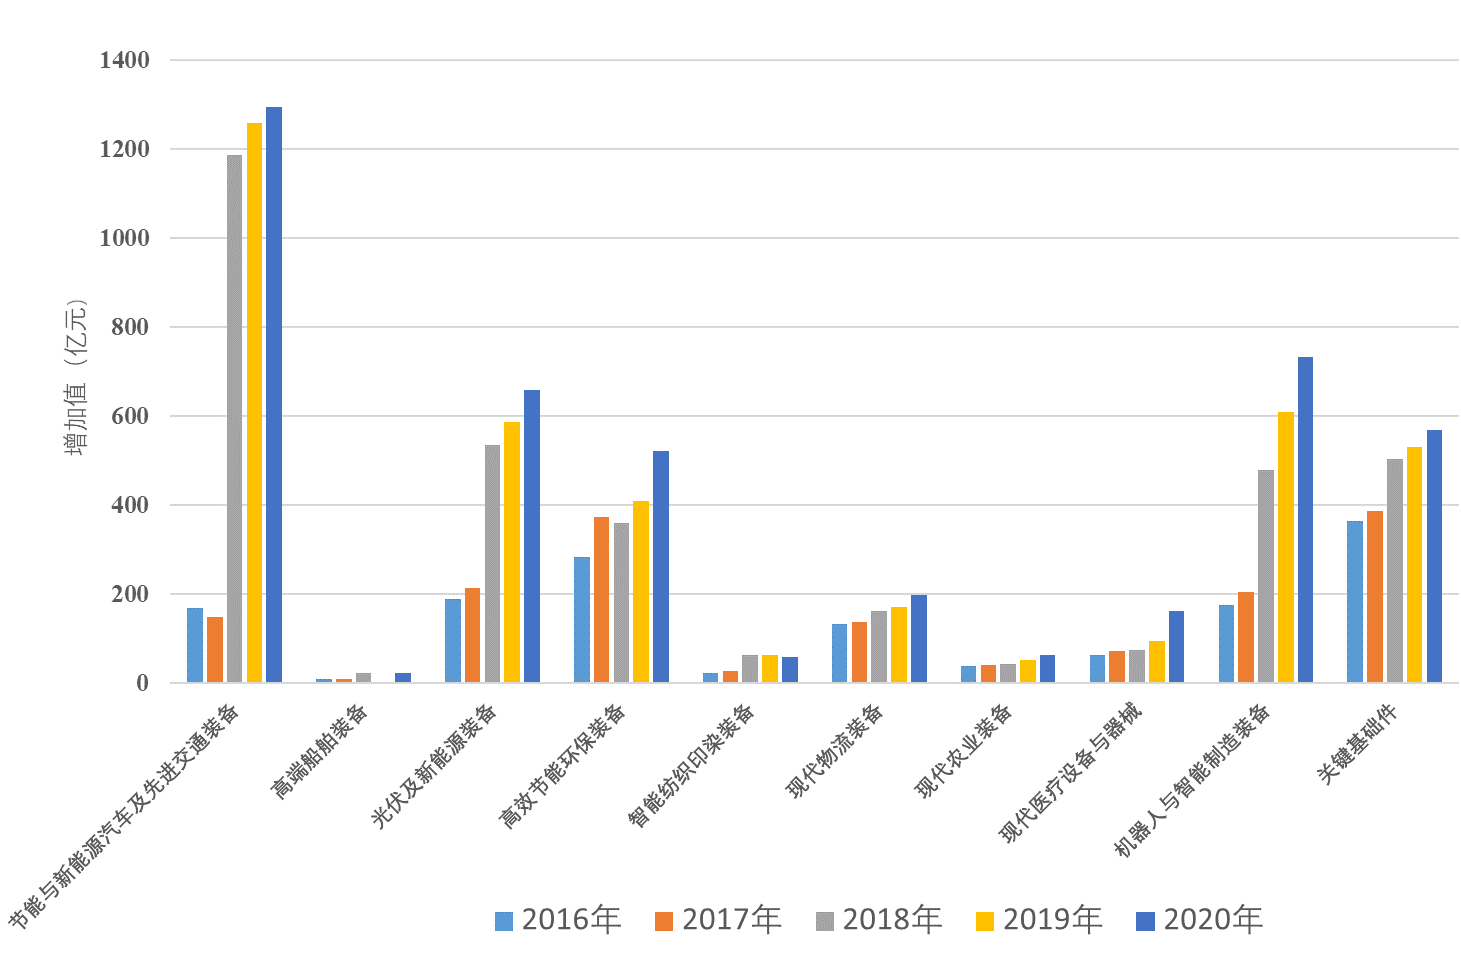 1400
1200
1000
800
600
400
200
0
增加值（亿元）
节能与新能源汽车及先进交通装备
高端船舶装备
光伏及新能源装备
高效节能环保装备
智能纺织印染装备
现代物流装备
现代农业装备
现代医疗设备与器械
机器人与智能制造装备
关键基础件
2016年
2017年
2018年
2019年
2020年